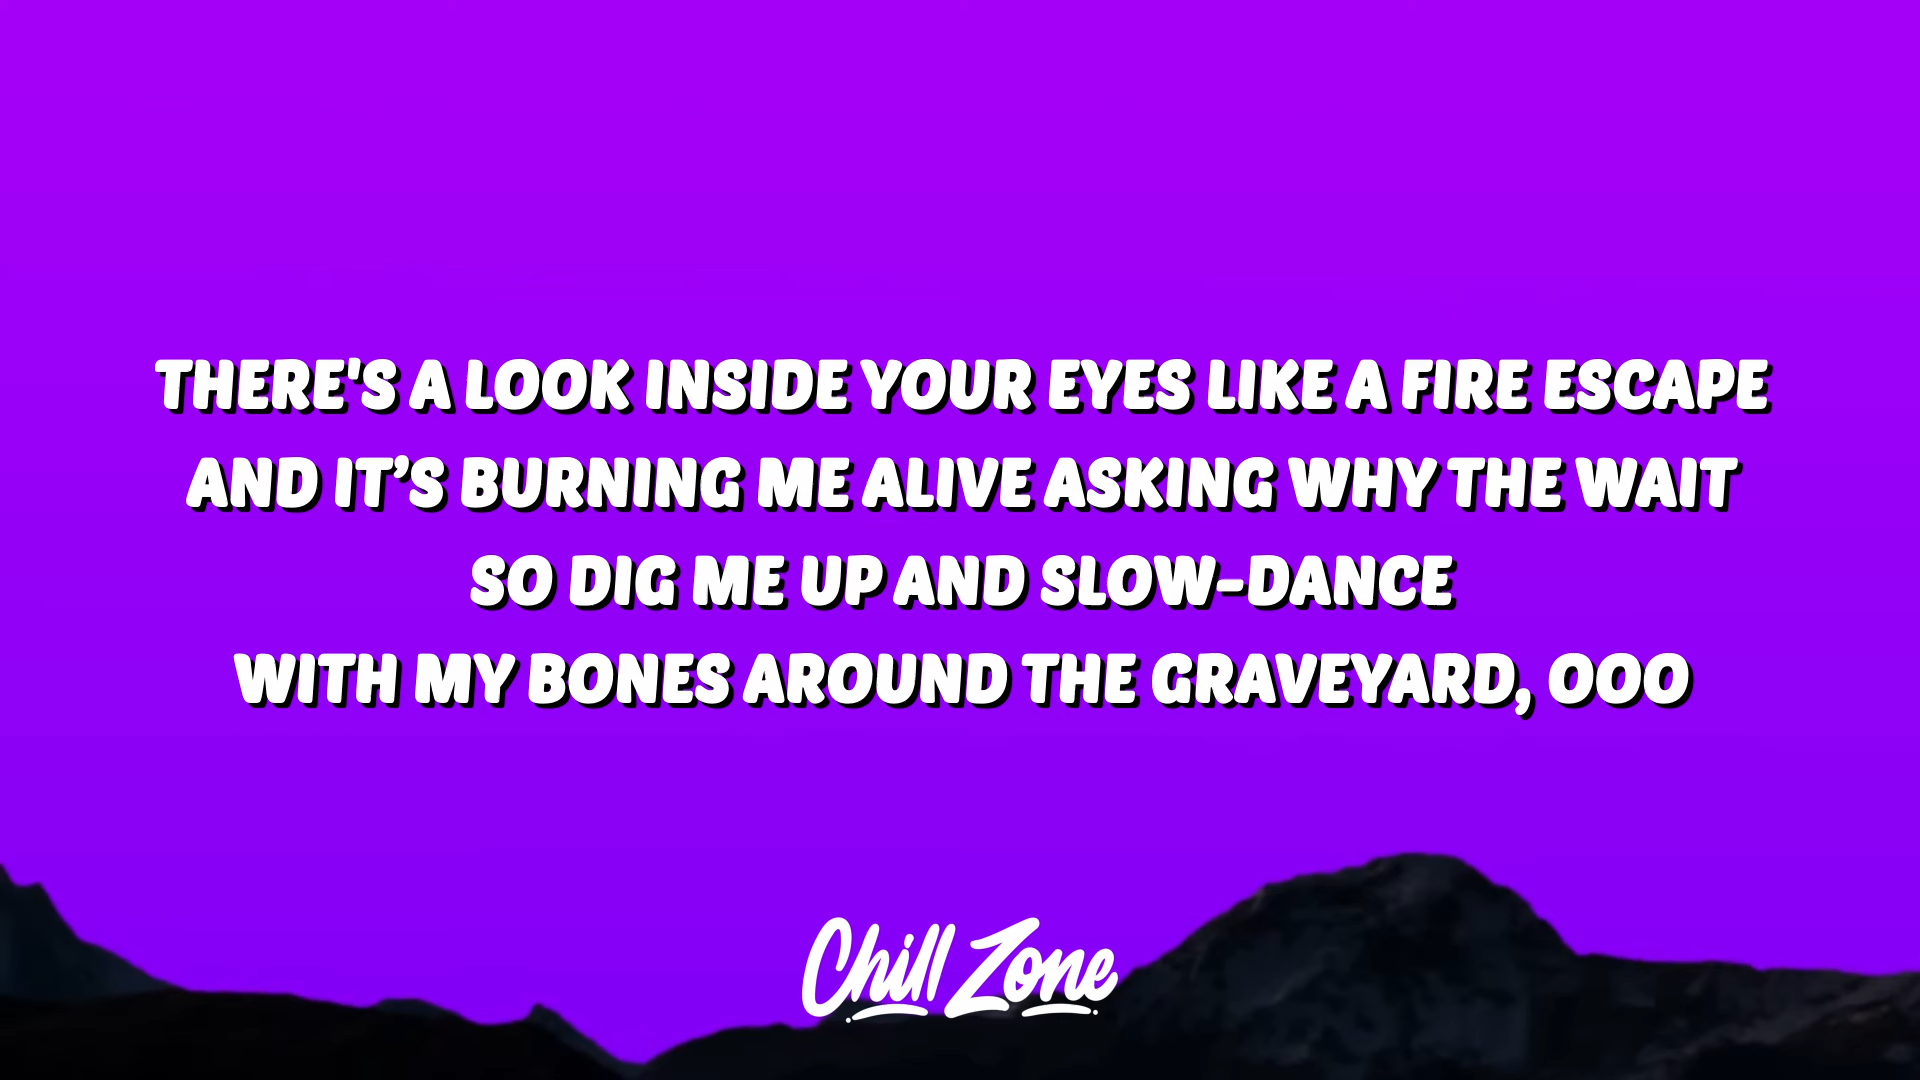 THERE'S A LOOK INSIDE YOUR EYES LIKE A FIRE ESCAPE
AND IT’S BURNING ME ALIVE ASKING WHY THE WAIT
SO DIG ME UP AND SLOW-DANCE
WITH MY BONES AROUND THE GRAVEYARD, OOO
Chill Zone